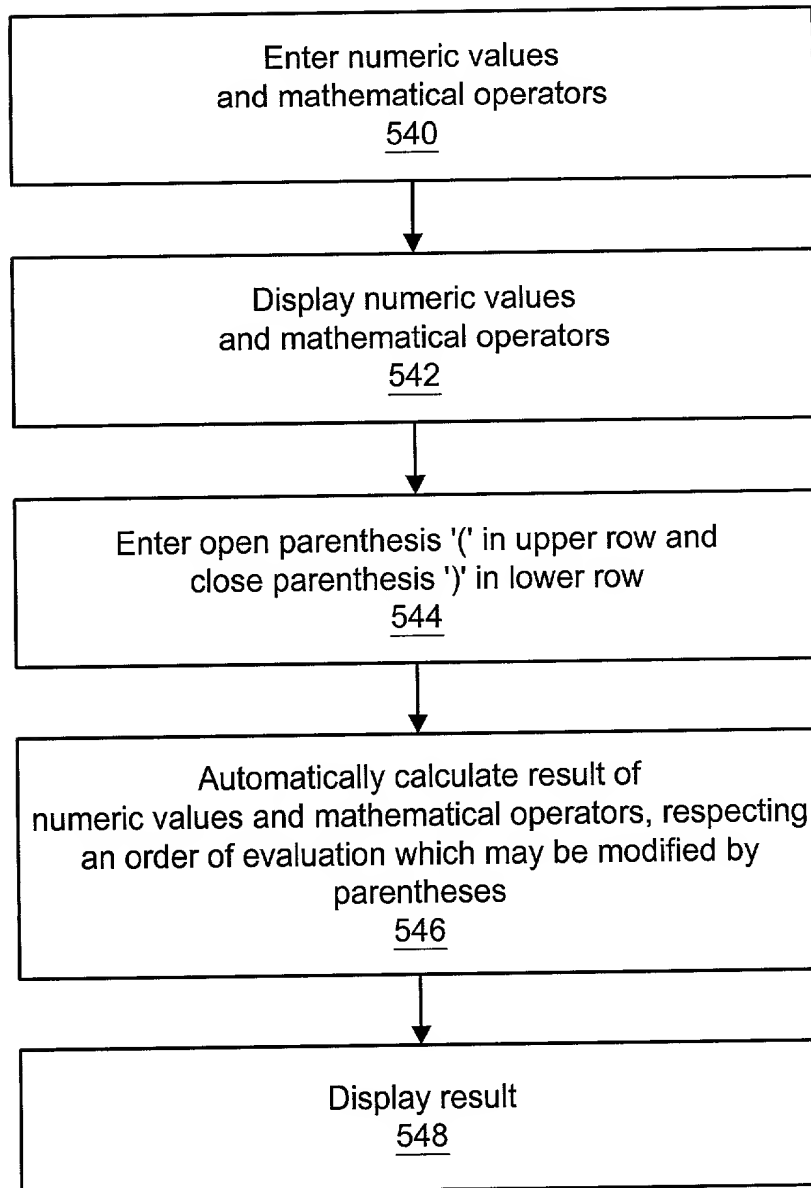 Enter numeric values
and mathematical operators
540
Display numeric values
and mathematical operators
542
Enter open parenthesis '(' in upper row and
close parenthesis ')' in lower row
544
Automatically calculate result of
numeric values and mathematical operators, respecting
an order of evaluation which may be modified by
parentheses
546
Display result
548